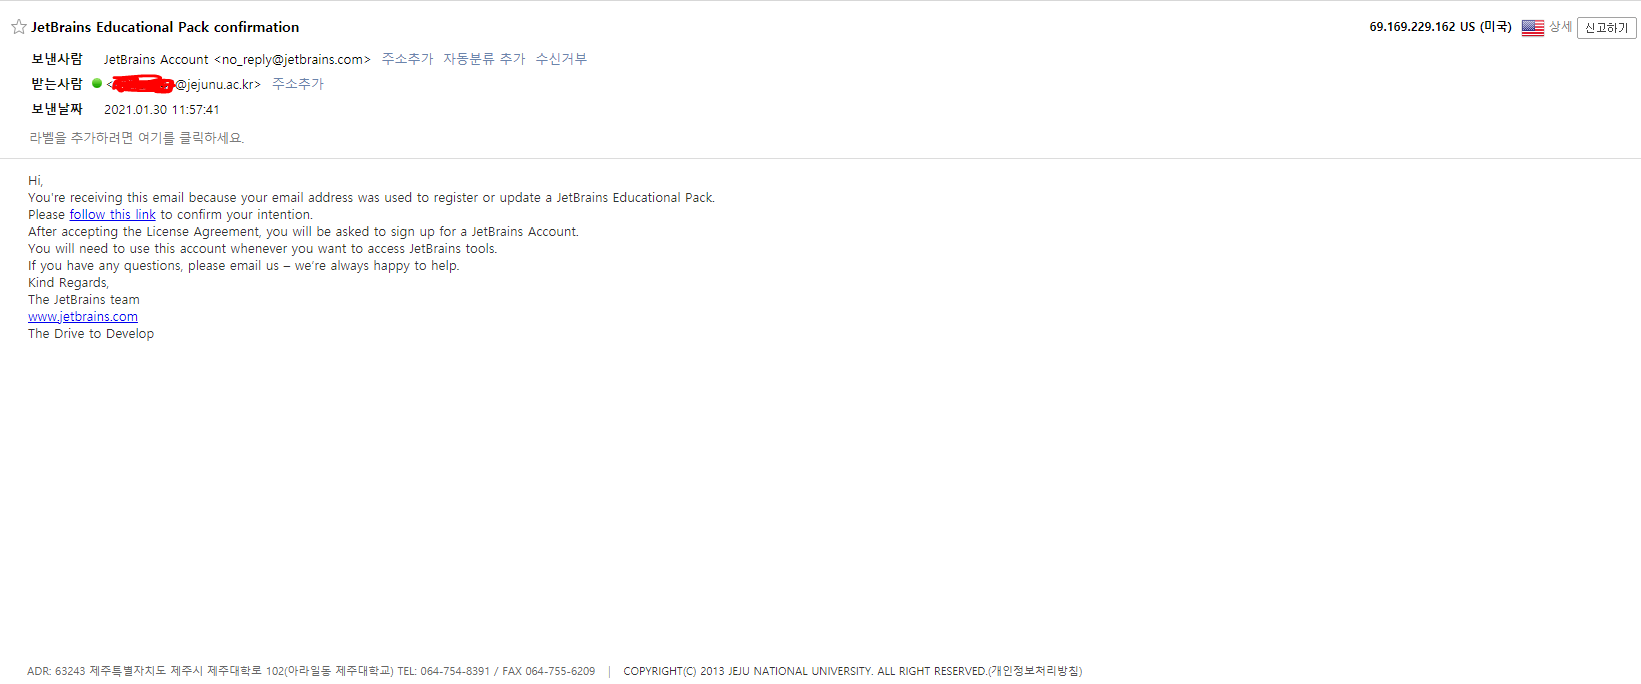 JetBrains Educational Pack confirmation
69.169.229.162 US (미국) 상세 신고하기
보낸사람 JetBrains Account <no_reply@jetbrains.com> 주소추가 자동분류 추가 수신거부
받는사람 < @jejunu.ac.kr> 주소추가
보낸날짜 2021.01.30 11:57:41
라벨을 추가하려면 여기를 클릭하세요.
Hi,
You're receiving this email because your email address was used to register or update a JetBrains Educational Pack.
Please follow this link to confirm your intention.
After accepting the License Agreement, you will be asked to sign up for a JetBrains Account.
You will need to use this account whenever you want to access JetBrains tools.
If you have any questions, please email us – we’re always happy to help.
Kind Regards,
The JetBrains team
www.jetbrains.com
The Drive to Develop
ADR: 63243 제주특별자치도 제주시 제주대학로 102(아라일동 제주대학교) TEL: 064-754-8391 / FAX 064-755-6209 | COPYRIGHT(C) 2013 JEJU NATIONAL UNIVERSITY. ALL RIGHT RESERVED.(개인정보처리방침)